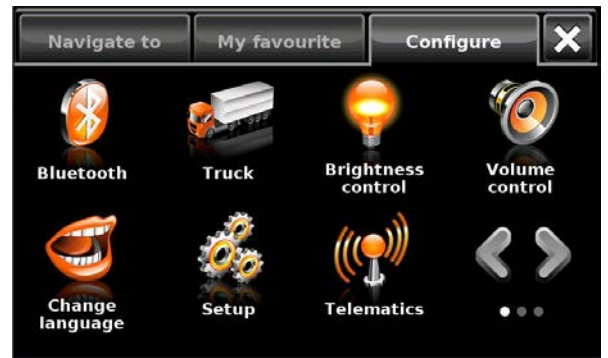 Navigate to
My favourite
Configure
Bluetooth
Truck
Brightness
control
Volume
control
Change
language
Setup
Telematics